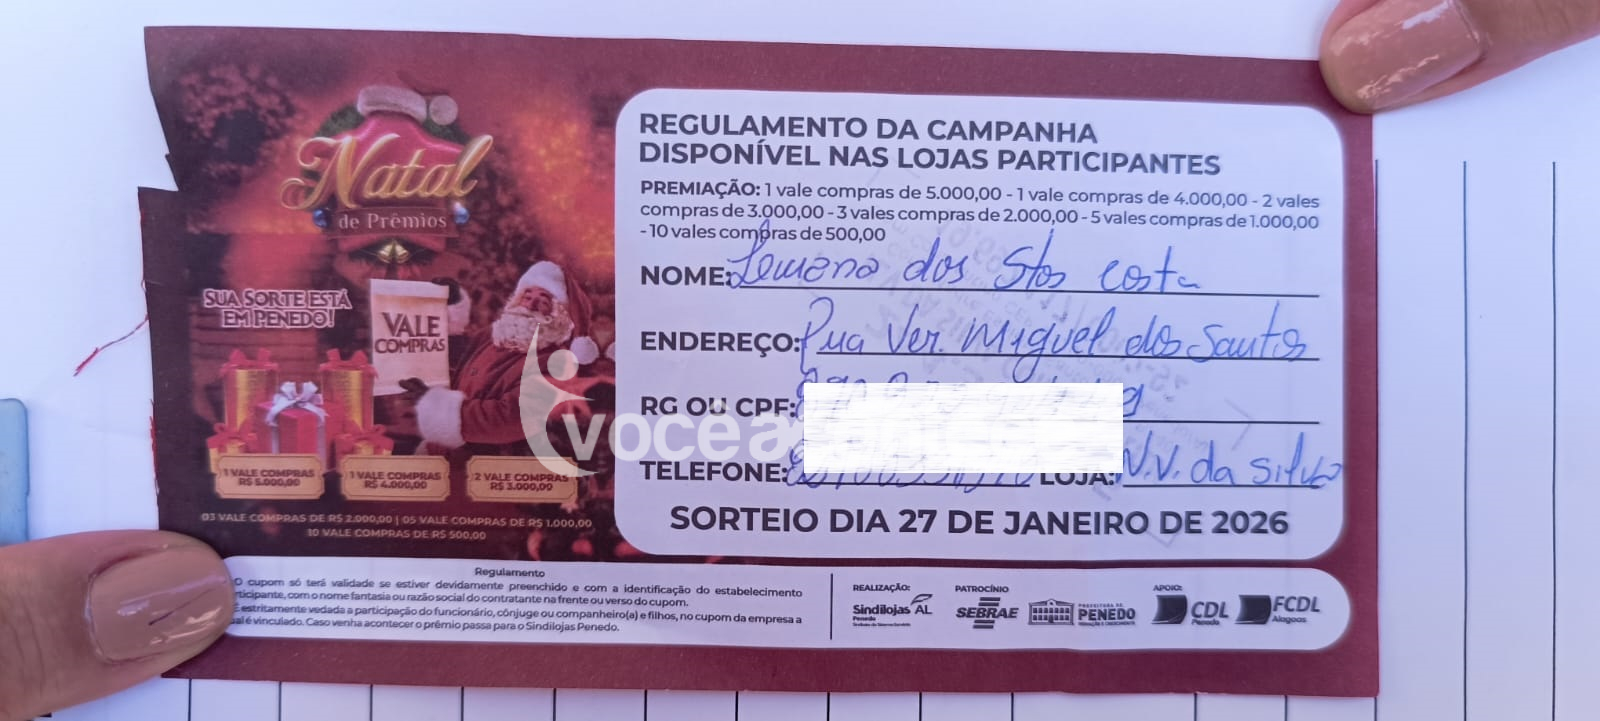 Natal
de Prêmios
SUA SORTE ESTÁ
EM PENEDO!
VALE
COMPRAS
1 VALE COMPRAS
R$ 5.000,00
1 VALE COMPRAS
R$ 4.000,00
2 VALE COMPRAS
R$ 3.000,00
03 VALE COMPRAS DE R$ 2.000,00 | 05 VALE COMPRAS DE R$ 1.000,00
10 VALE COMPRAS DE R$ 500,00
REGULAMENTO DA CAMPANHA
DISPONÍVEL NAS LOJAS PARTICIPANTES
PREMIAÇÃO: 1 vale compras de 5.000,00 - 1 vale compras de 4.000,00 - 2 vales
compras de 3.000,00 - 3 vales compras de 2.000,00 - 5 vales compras de 1.000,00
- 10 vales compras de 500,00
NOME: dos Stos Costa
ENDEREÇO: Rua Ver. Miguel dos Santos
RG OU CPF:
TELEFONE: LOJA: V. da Silva
SORTEIO DIA 27 DE JANEIRO DE 2026
você
Regulamento
O cupom só terá validade se estiver devidamente preenchido e com a identificação do estabelecimento
rticipante, com o nome fantasia ou razão social do contratante na frente ou verso do cupom.
É estritamente vedada a participação do funcionário, cônjuge ou companheiro(a) e filhos, no cupom da empresa a
ual é vinculado. Caso venha acontecer o prêmio passa para o Sindilojas Penedo.
REALIZAÇÃO:
Sindilojas AL
Penedo
PATROCÍNIO
SEBRAE
PREFEITURA DE
PENEDO
APOIO:
CDL
Penedo
FCDL
Alagoas